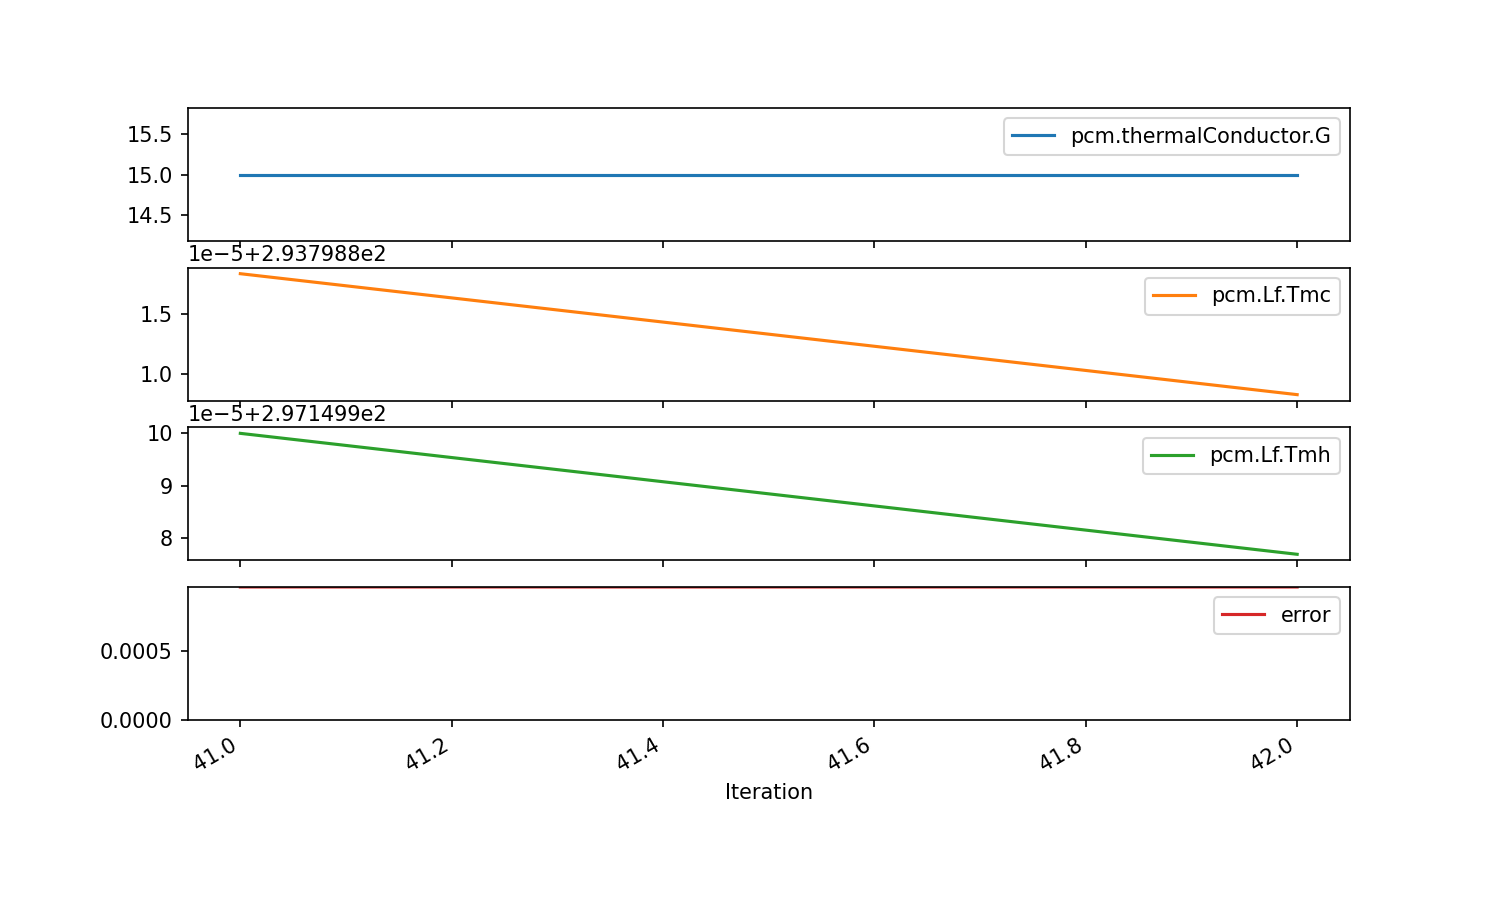 15.5
15.0
14.5
pcm.thermalConductor.G
1e−5+2.937988e2
1.5
1.0
pcm.Lf.Tmc
1e−5+2.971499e2
10
9
8
pcm.Lf.Tmh
0.0005
0.0000
error
41.0 41.2 41.4 41.6 41.8 42.0
Iteration